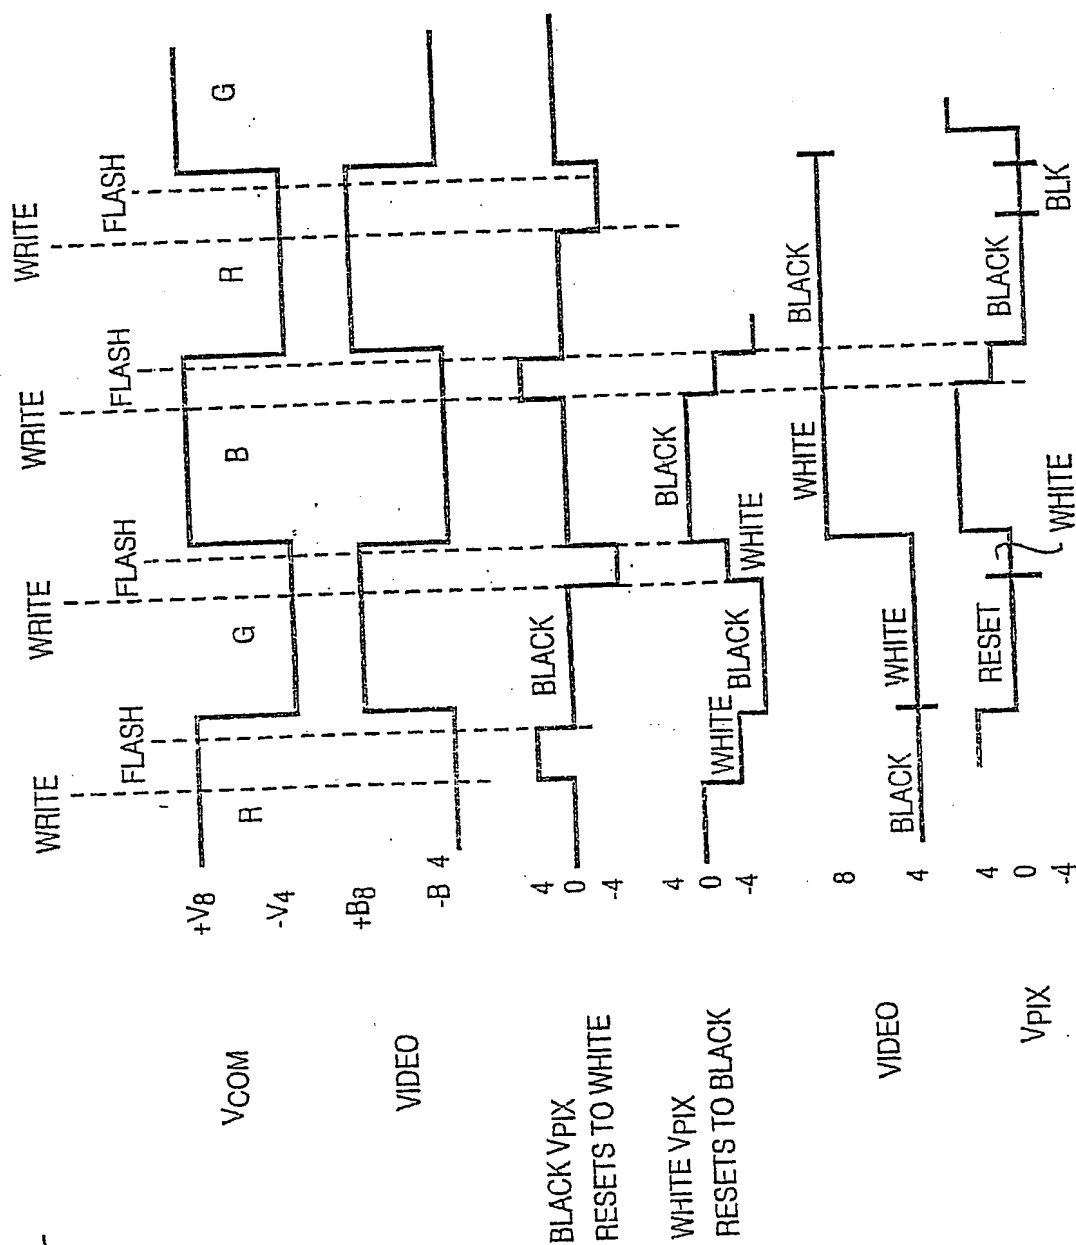 WRITE WRITE WRITE WRITE
FLASH FLASH FLASH FLASH
+V8
R G B R G
VCOM
-V4
+B8
VIDEO
-B 4
4
BLACK VPIX 0 BLACK
RESETS TO WHITE -4
4 BLACK
WHITE VPIX 0 WHITE WHITE
RESETS TO BLACK -4 BLACK
8 WHITE BLACK
VIDEO
4 BLACK WHITE
4 RESET BLACK
VPIX 0
-4 WHITE BLK